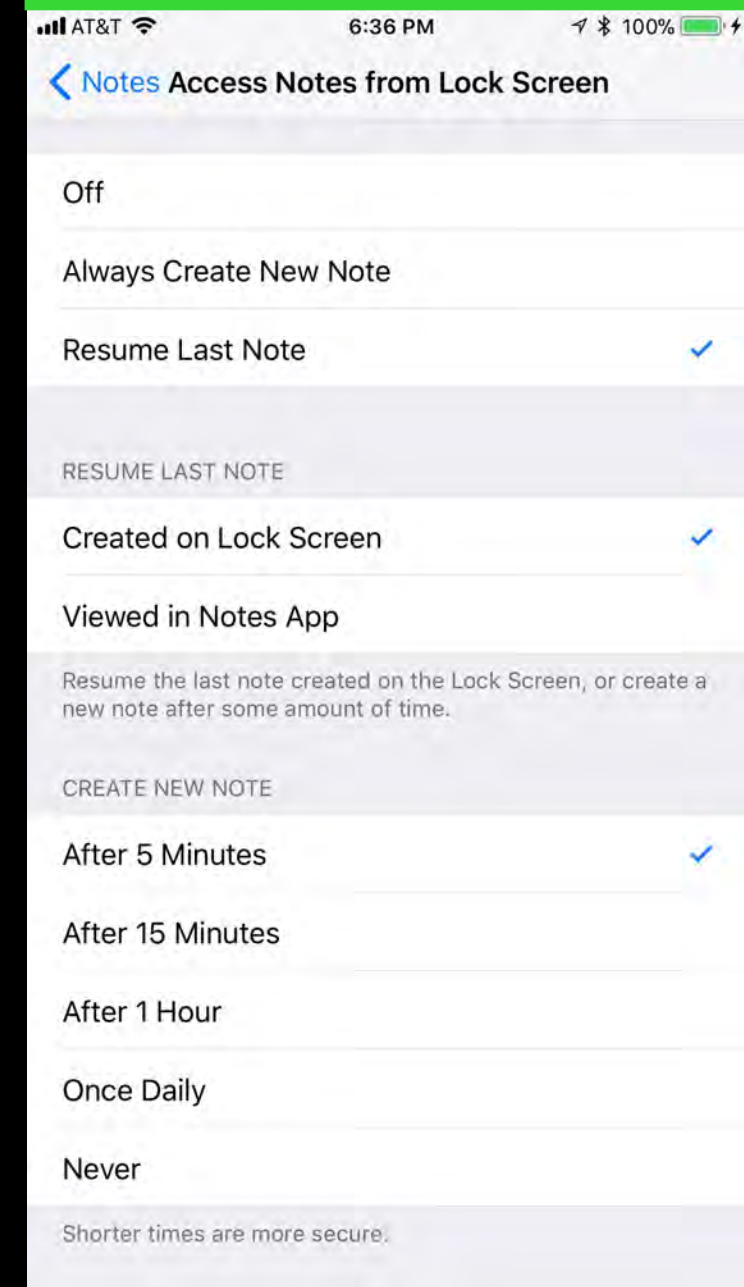 AT&T 6:36 PM 100%
Notes Access Notes from Lock Screen
Off
Always Create New Note
Resume Last Note
RESUME LAST NOTE
Created on Lock Screen
Viewed in Notes App
Resume the last note created on the Lock Screen, or create a
new note after some amount of time.
CREATE NEW NOTE
After 5 Minutes
After 15 Minutes
After 1 Hour
Once Daily
Never
Shorter times are more secure.